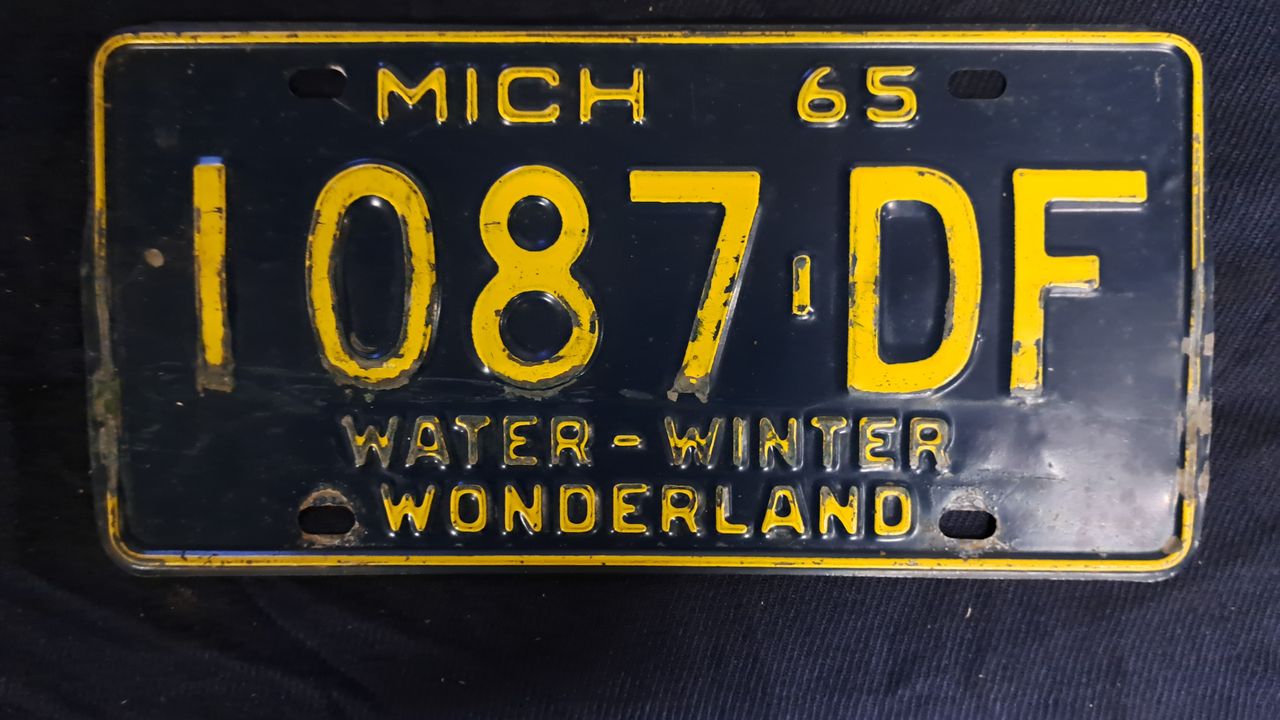 MICH 65
1087-DF
WATER-WINTER
WONDERLAND